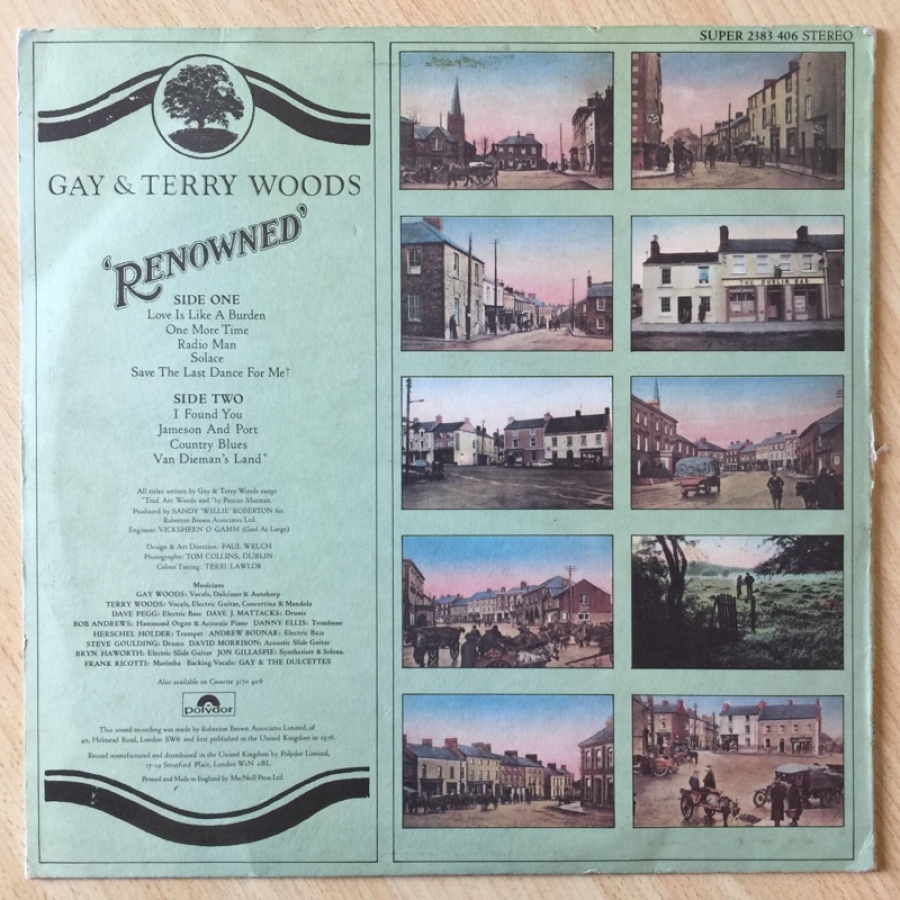 SUPER 2383 406 STEREO
GAY & TERRY WOODS
'RENOWNED'
SIDE ONE
Love Is Like A Burden
One More Time
Radio Man
Solace
Save The Last Dance For Me†
SIDE TWO
I Found You
Jameson And Port
Country Blues
Van Dieman's Land*
All titles written by Gay & Terry Woods except
*Trad. Arr. Woods and †by Pomus-Shuman.
Produced by SANDY 'WILLIE' ROBERTON for
Roberton Brown Associates Ltd.
Engineer: VICKSHEEN O GAMM (Gael At Large)
Design & Art Direction: PAUL WELCH
Photographs: TOM COLLINS, DUBLIN
Colour Tinting: TERRI LAWLOR
Musicians
GAY WOODS: Vocals, Dulcimer & Autoharp
TERRY WOODS: Vocals, Electric Guitar, Concertina & Mandola
DAVE PEGG: Electric Bass DAVE J. MATTACKS: Drums
BOB ANDREWS: Hammond Organ & Acoustic Piano DANNY ELLIS: Trombone
HERSCHEL HOLDER: Trumpet ANDREW BODNAR: Electric Bass
STEVE GOULDING: Drums DAVID MORRISON: Acoustic Slide Guitar
BRYN HAWORTH: Electric Slide Guitar JON GILLASPIE: Synthesizer & Solena.
FRANK RICOTTI: Marimba Backing Vocals: GAY & THE DULCETTES
Also available on Cassette 3170 406
polydor
This sound recording was made by Roberton Brown Associates Limited, of
40, Helmond Road, London SW6 and first published in the United Kingdom in 1976.
Record manufactured and distributed in the United Kingdom by Polydor Limited,
17-19 Stratford Place, London W1N 0BL.
Printed and Made in England by MacNeill Press Ltd.
THE DUBLIN BAR